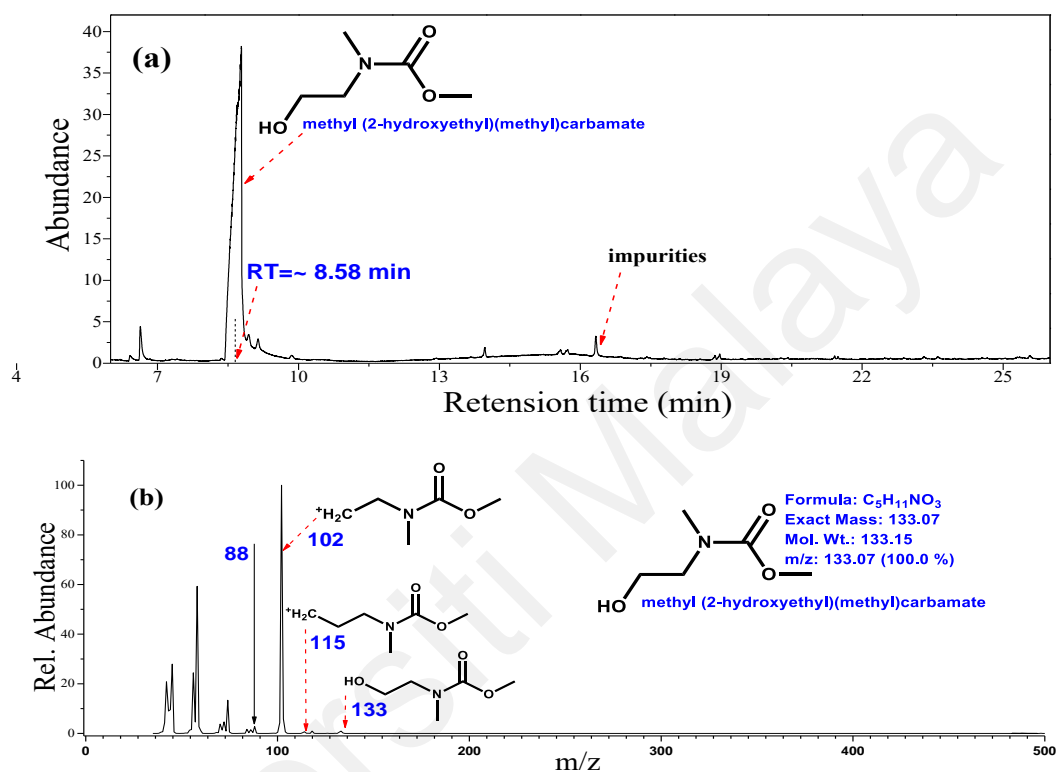 (a)
Abundance
40
35
30
25
20
15
10
5
0
N
O
O
HO
methyl (2-hydroxyethyl)(methyl)carbamate
RT=~ 8.58 min
impurities
4 7 10 13 16 19 22 25
Retension time (min)
(b)
Rel. Abundance
100
80
60
40
20
0
88
+H₂C
N
O
O
102
+H₂C
N
O
O
115
HO
N
O
O
133
N
O
O
HO
Formula: C₅H₁₁NO₃
Exact Mass: 133.07
Mol. Wt.: 133.15
m/z: 133.07 (100.0 %)
methyl (2-hydroxyethyl)(methyl)carbamate
0 100 200 300 400 500
m/z
ersiti Malaya